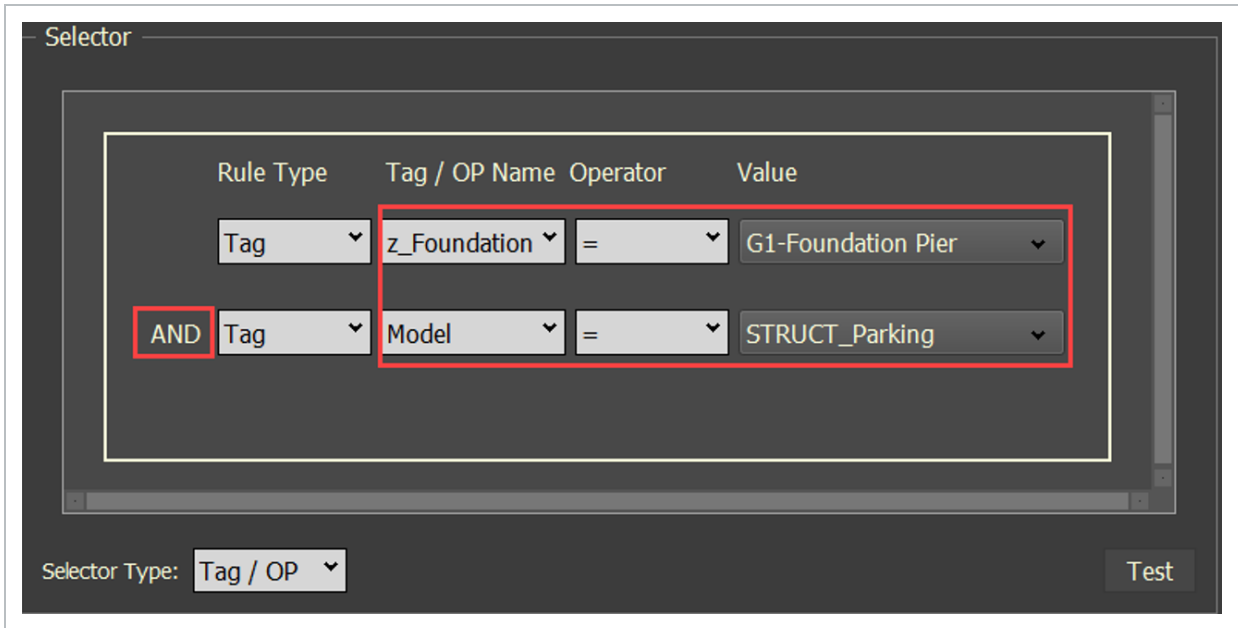 Selector
Rule Type Tag / OP Name Operator Value
Tag z_Foundation = G1-Foundation Pier
AND Tag Model = STRUCT_Parking
Selector Type: Tag / OP Test